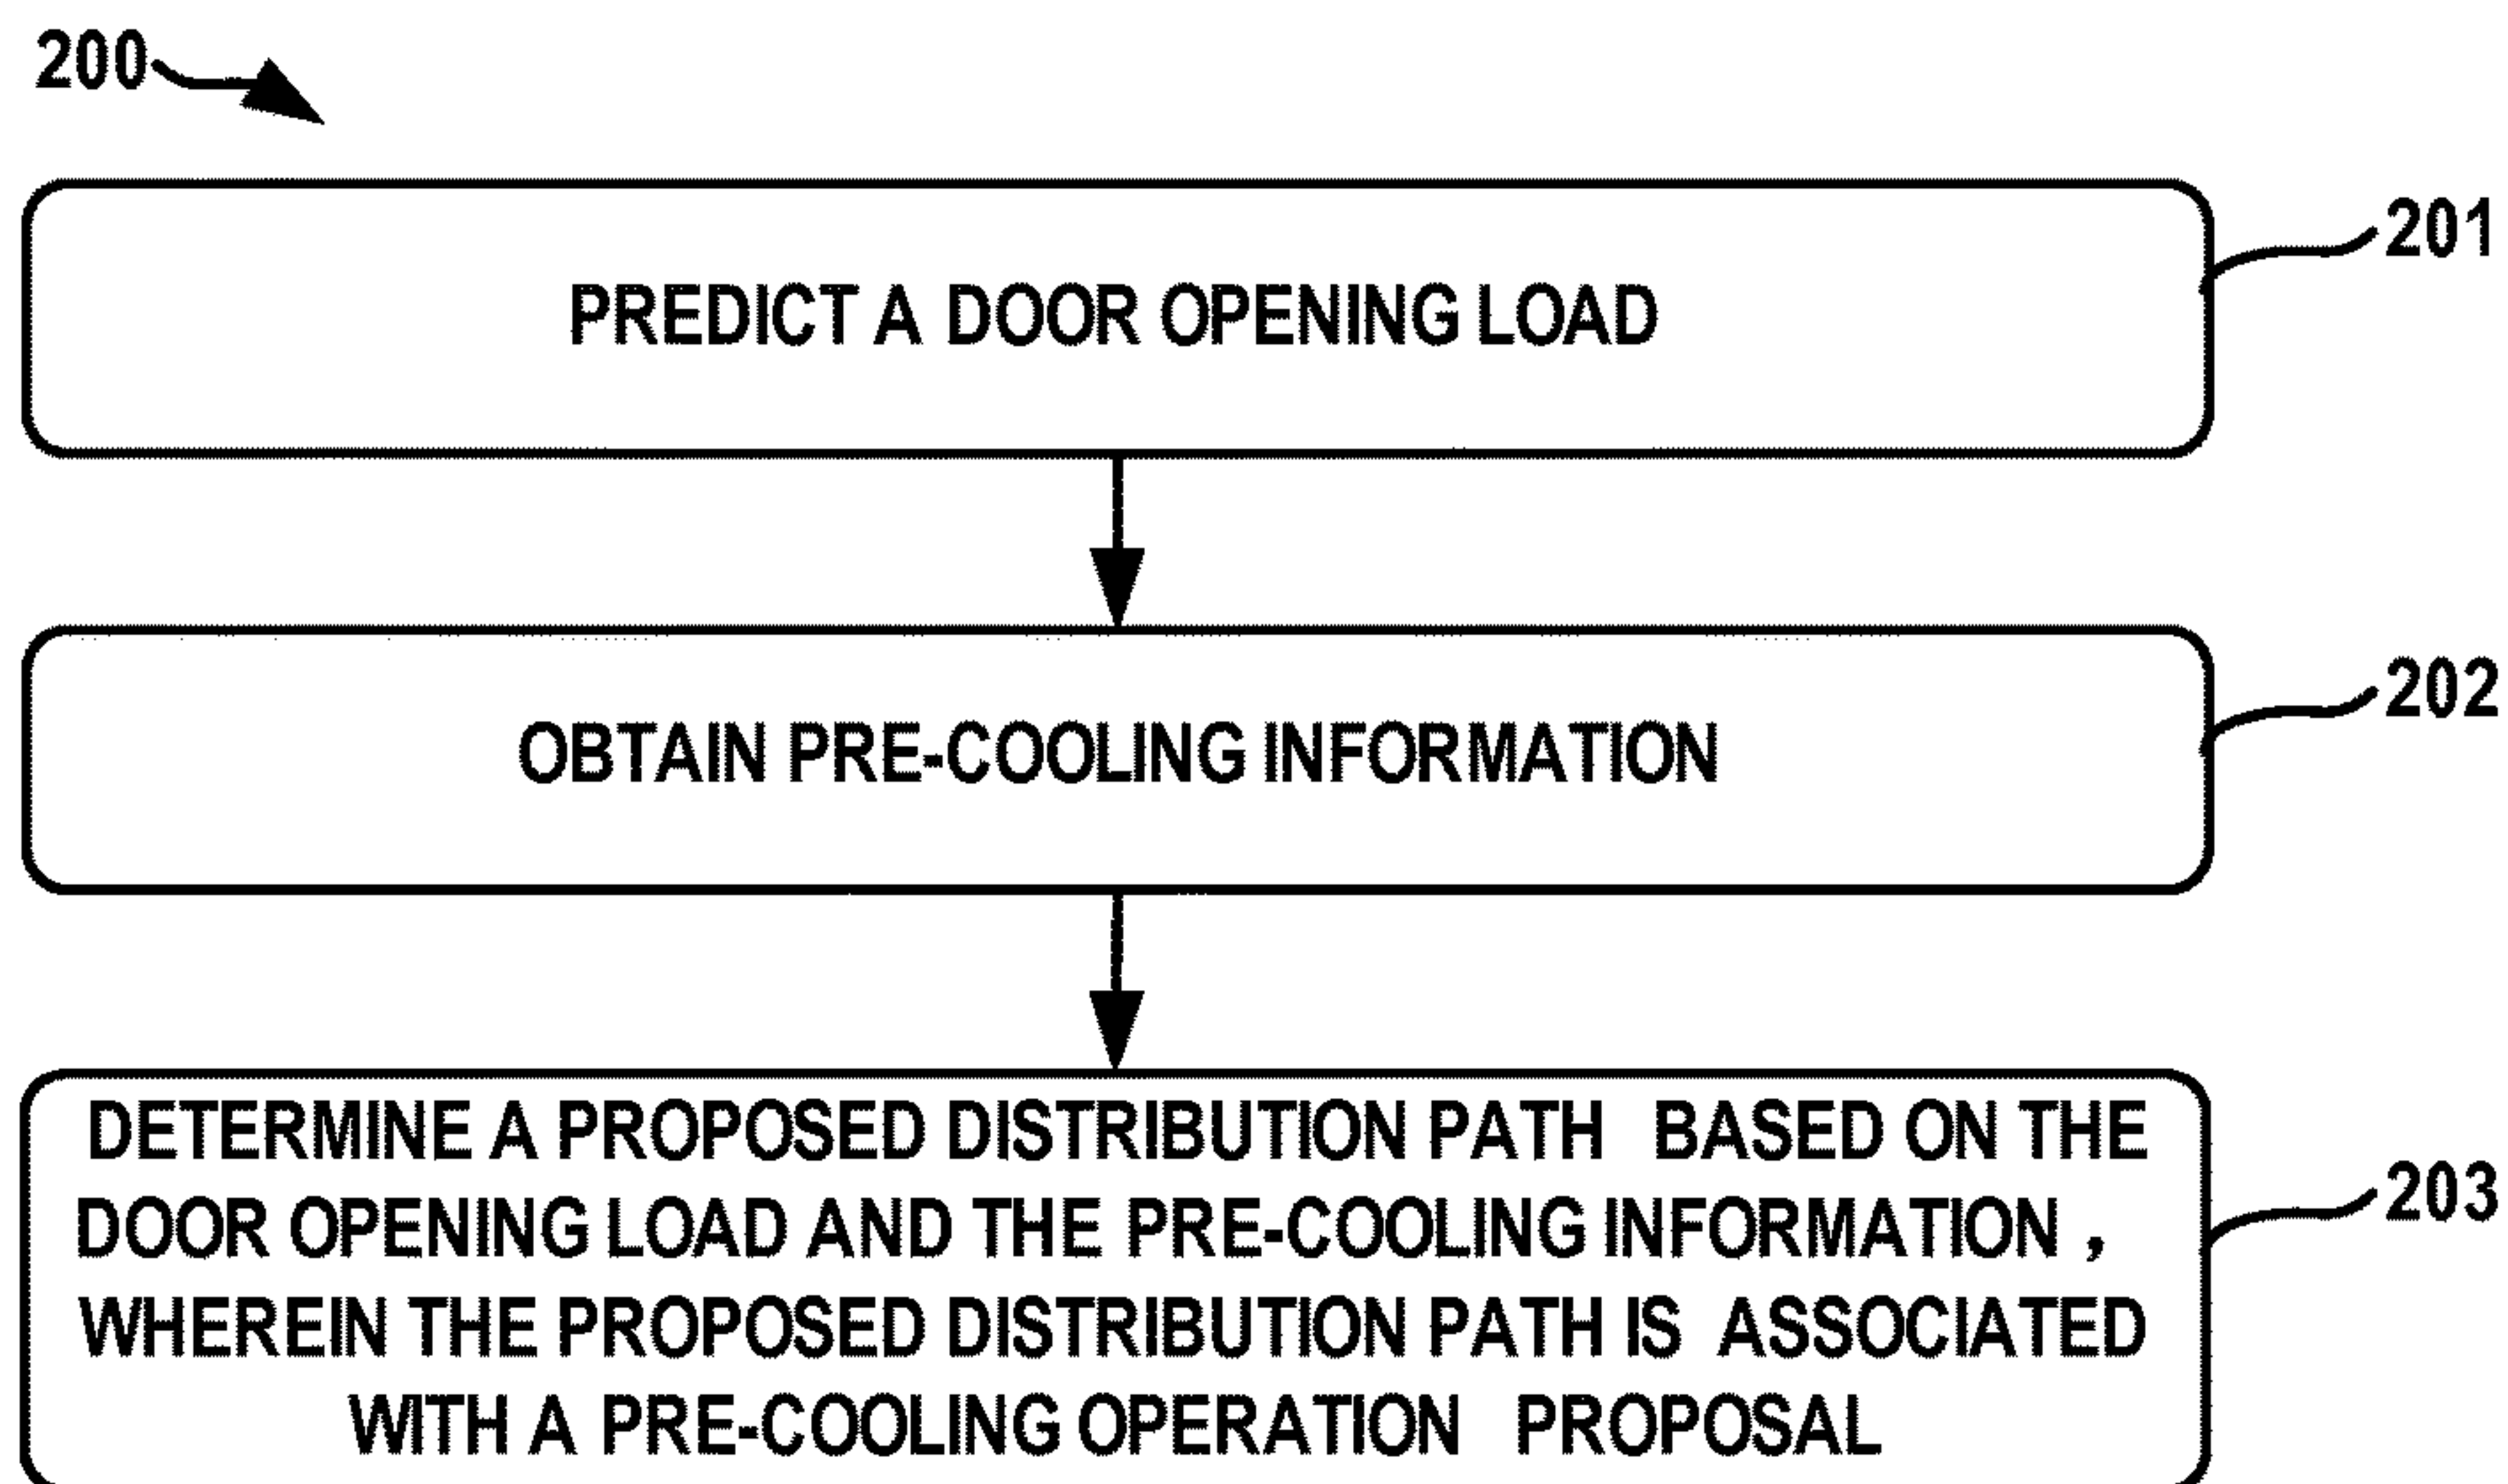 200
201
PREDICT A DOOR OPENING LOAD
202
OBTAIN PRE-COOLING INFORMATION
DETERMINE A PROPOSED DISTRIBUTION PATH BASED ON THE
203
DOOR OPENING LOAD AND THE PRE-COOLING INFORMATION ,
WHEREIN THE PROPOSED DISTRIBUTION PATH IS ASSOCIATED
WITH A PRE-COOLING OPERATION PROPOSAL